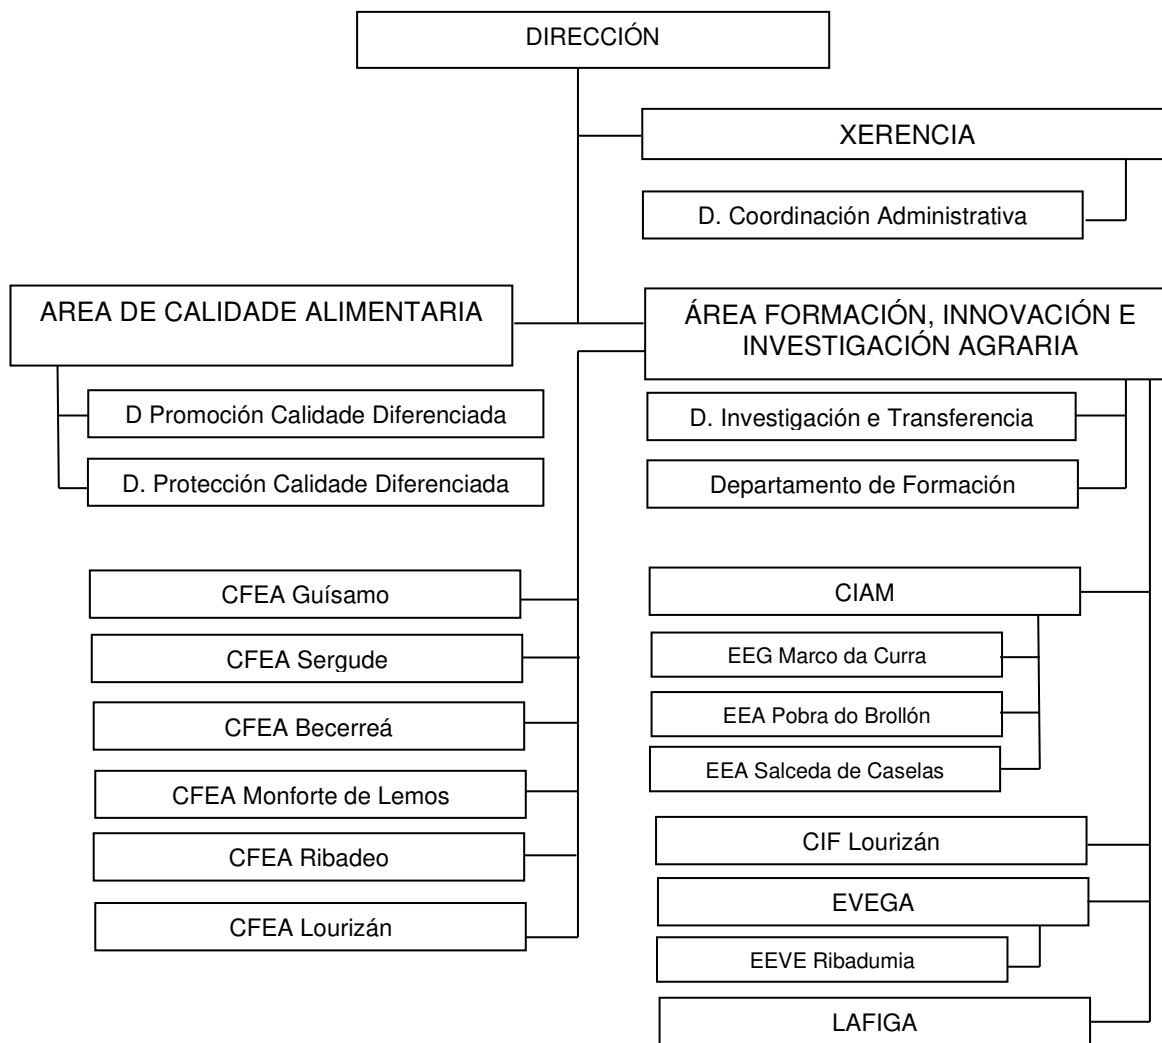 DIRECCIÓN
XERENCIA
D. Coordinación Administrativa
AREA DE CALIDADE ALIMENTARIA
D Promoción Calidade Diferenciada
D. Protección Calidade Diferenciada
ÁREA FORMACIÓN, INNOVACIÓN E
INVESTIGACIÓN AGRARIA
D. Investigación e Transferencia
Departamento de Formación
CFEA Guísamo
CFEA Sergude
CFEA Becerreá
CFEA Monforte de Lemos
CFEA Ribadeo
CFEA Lourizán
CIAM
EEG Marco da Curra
EEA Pobra do Brollón
EEA Salceda de Caselas
CIF Lourizán
EVEGA
EEVE Ribadumia
LAFIGA